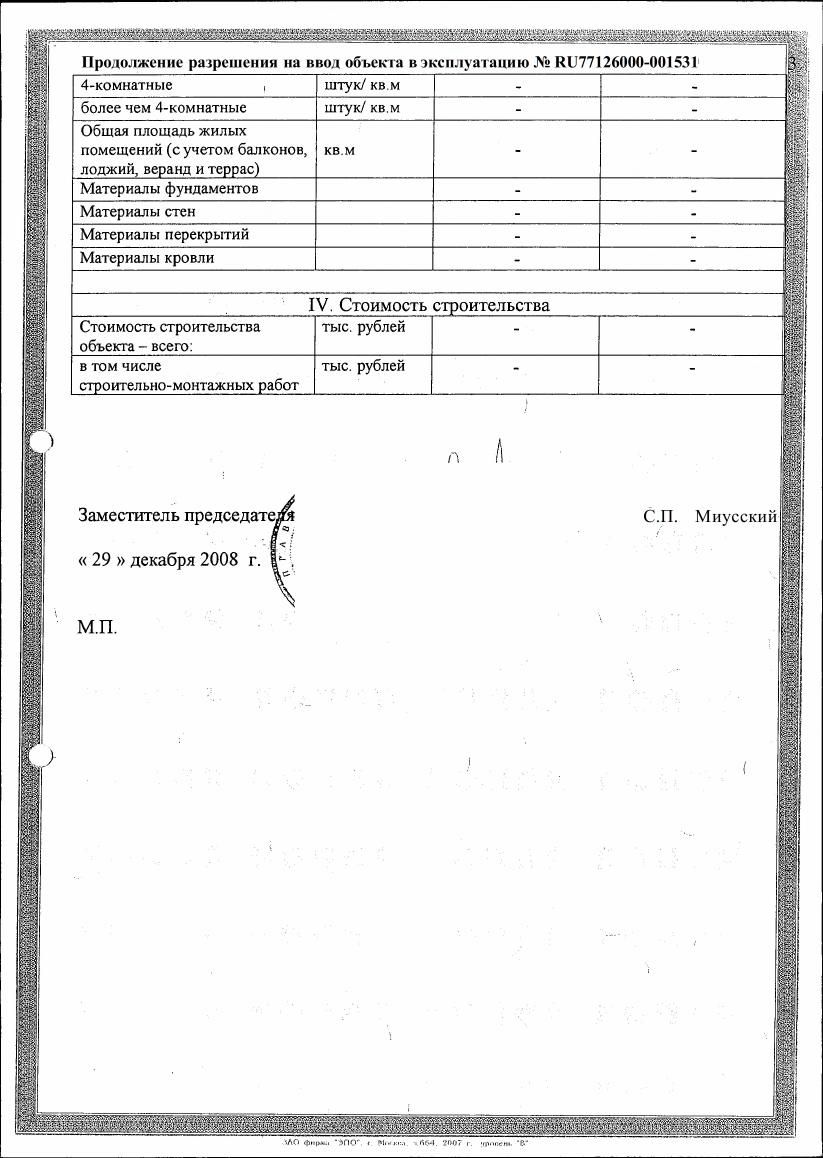 Продолжение разрешения на ввод объекта в эксплуатацию № RU77126000-001531
3
4-комнатные штук/ кв.м - -
более чем 4-комнатные штук/ кв.м - -
Общая площадь жилых
помещений (с учетом балконов, кв.м - -
лоджий, веранд и террас)
Материалы фундаментов - -
Материалы стен - -
Материалы перекрытий - -
Материалы кровли - -
IV. Стоимость строительства
Стоимость строительства тыс. рублей - -
объекта – всего:
в том числе тыс. рублей - -
строительно-монтажных работ
Заместитель председателя С.П. Миусский
« 29 » декабря 2008 г.
П Р А В
М.П.
ЗАО фирма "ЭПО", г. Москва, 2007 г. уровень "В"